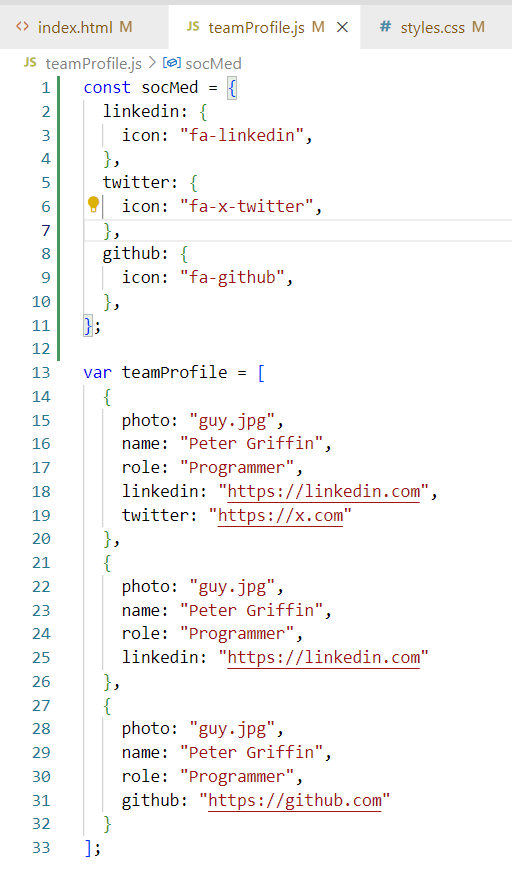 <> index.html M
JS teamProfile.js M ×
# styles.css M
JS teamProfile.js > socMed
1 const socMed = {
2 linkedin: {
3 icon: "fa-linkedin",
4 },
5 twitter: {
6 icon: "fa-x-twitter",
7 },
8 github: {
9 icon: "fa-github",
10 },
11 };
12
13 var teamProfile = [
14 {
15 photo: "guy.jpg",
16 name: "Peter Griffin",
17 role: "Programmer",
18 linkedin: "https://linkedin.com",
19 twitter: "https://x.com"
20 },
21 {
22 photo: "guy.jpg",
23 name: "Peter Griffin",
24 role: "Programmer",
25 linkedin: "https://linkedin.com"
26 },
27 {
28 photo: "guy.jpg",
29 name: "Peter Griffin",
30 role: "Programmer",
31 github: "https://github.com"
32 }
33 ];